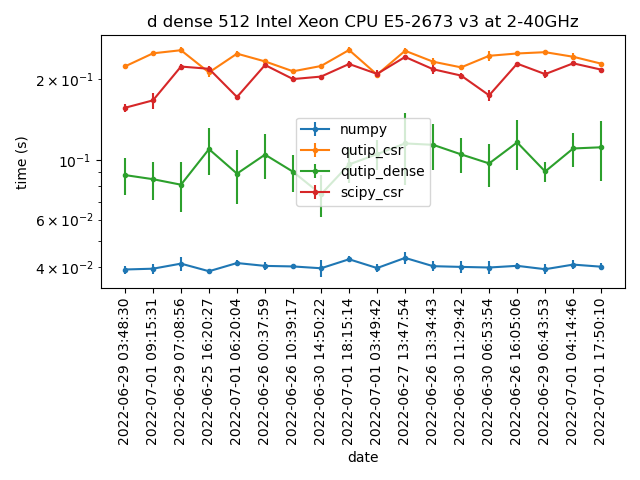 d dense 512 Intel Xeon CPU E5-2673 v3 at 2-40GHz
time (s)
2 × 10⁻¹
10⁻¹
6 × 10⁻²
4 × 10⁻²
numpy
qutip_csr
qutip_dense
scipy_csr
2022-06-29 03:48:30
2022-07-01 09:15:31
2022-06-29 07:08:56
2022-06-25 16:20:27
2022-07-01 06:20:04
2022-06-26 00:37:59
2022-06-26 10:39:17
2022-06-30 14:50:22
2022-07-01 18:15:14
2022-07-01 03:49:42
2022-06-27 13:47:54
2022-06-26 13:34:43
2022-06-30 11:29:42
2022-06-30 06:53:54
2022-06-26 16:05:06
2022-06-29 06:43:53
2022-07-01 04:14:46
2022-07-01 17:50:10
date